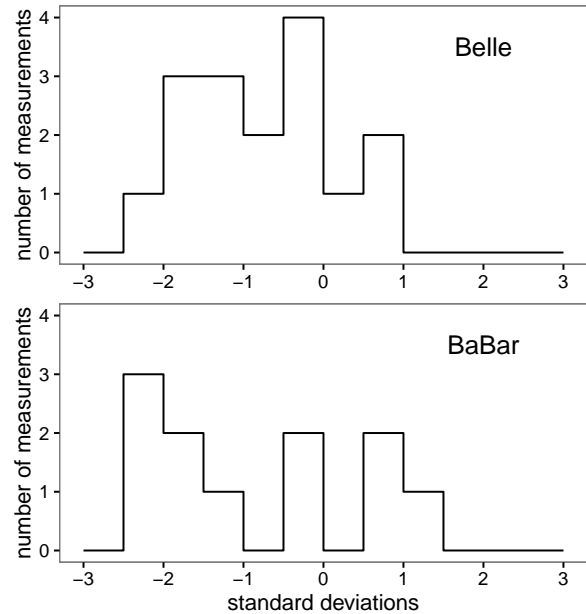 Belle
number of measurements
4
3
2
1
0
−3 −2 −1 0 1 2 3
BaBar
number of measurements
4
3
2
1
0
−3 −2 −1 0 1 2 3
standard deviations